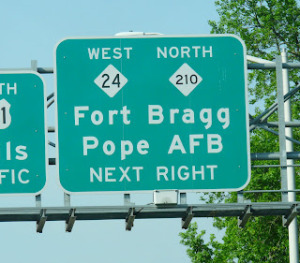 WEST NORTH
24 210
Fort Bragg
Pope AFB
NEXT RIGHT
TH
1
ls
FIC